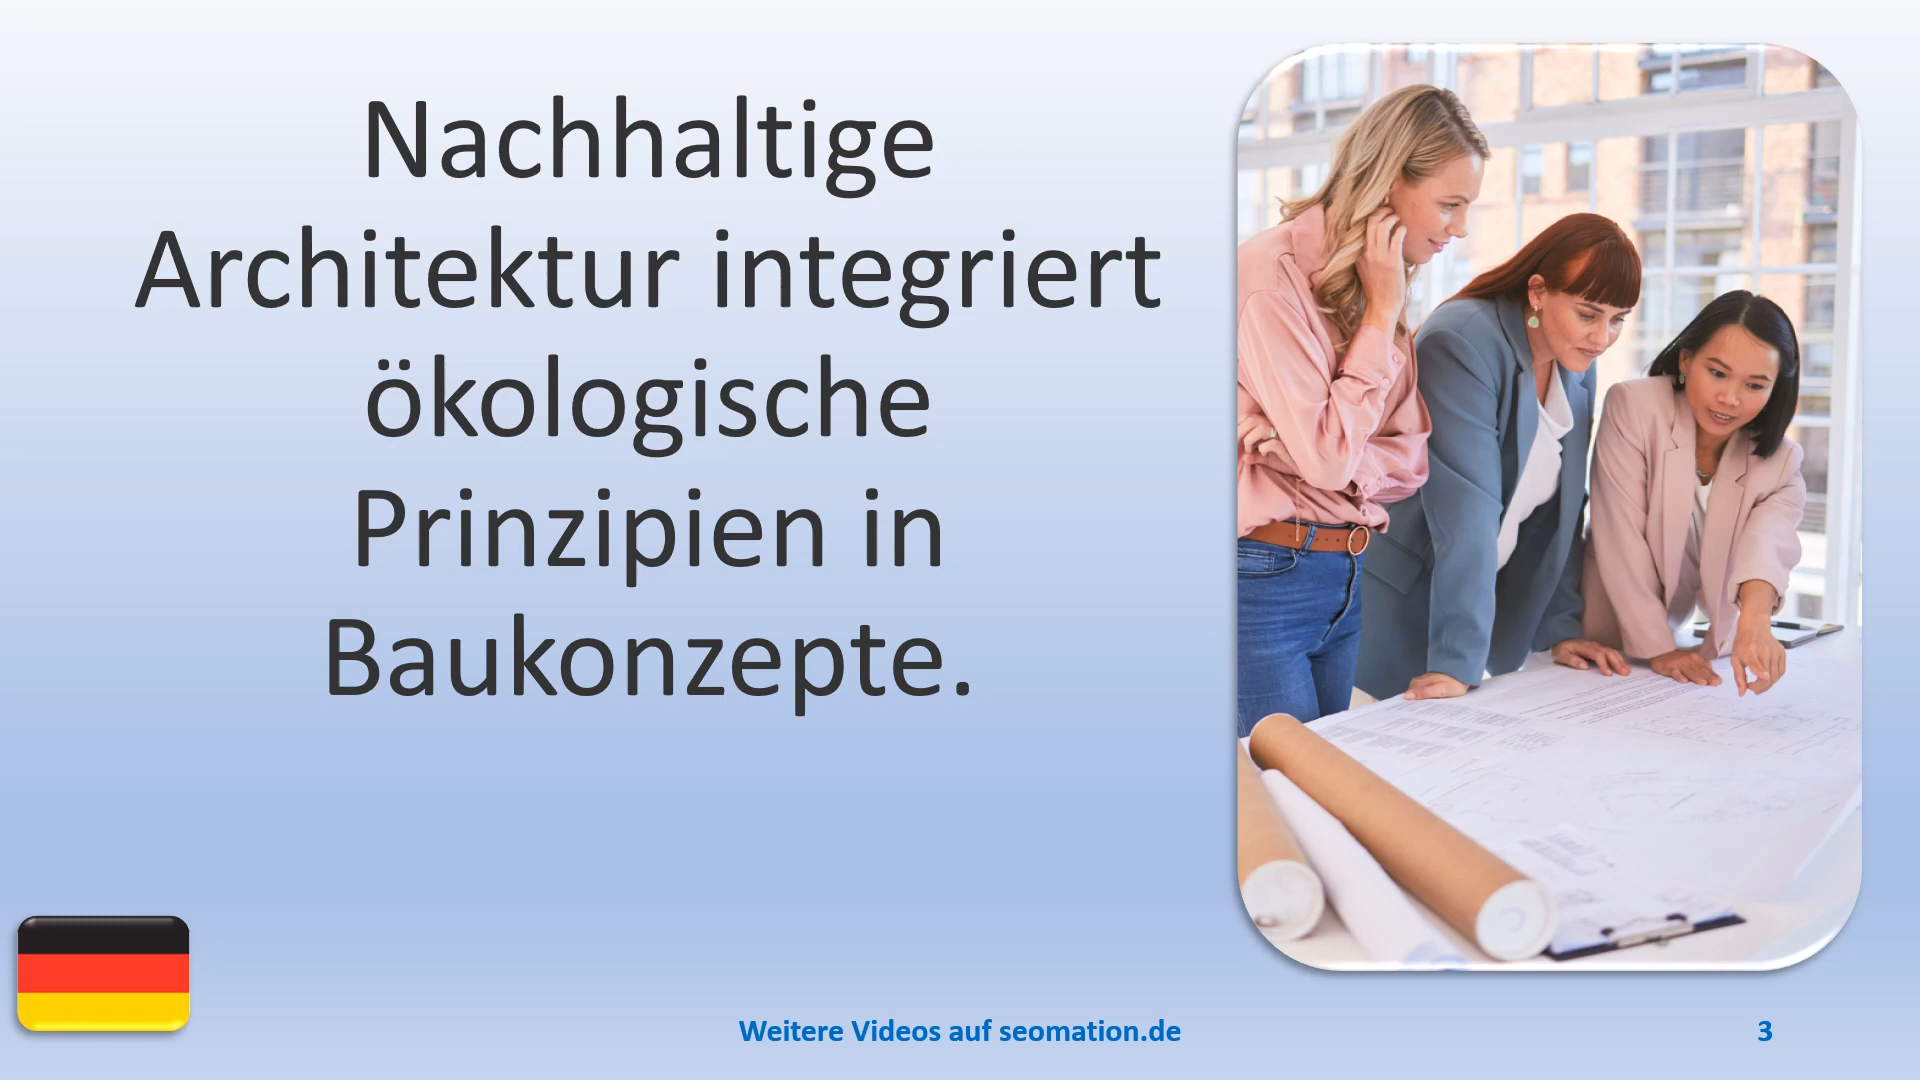 Nachhaltige
Architektur integriert
ökologische
Prinzipien in
Baukonzepte.
Weitere Videos auf seomation.de
3